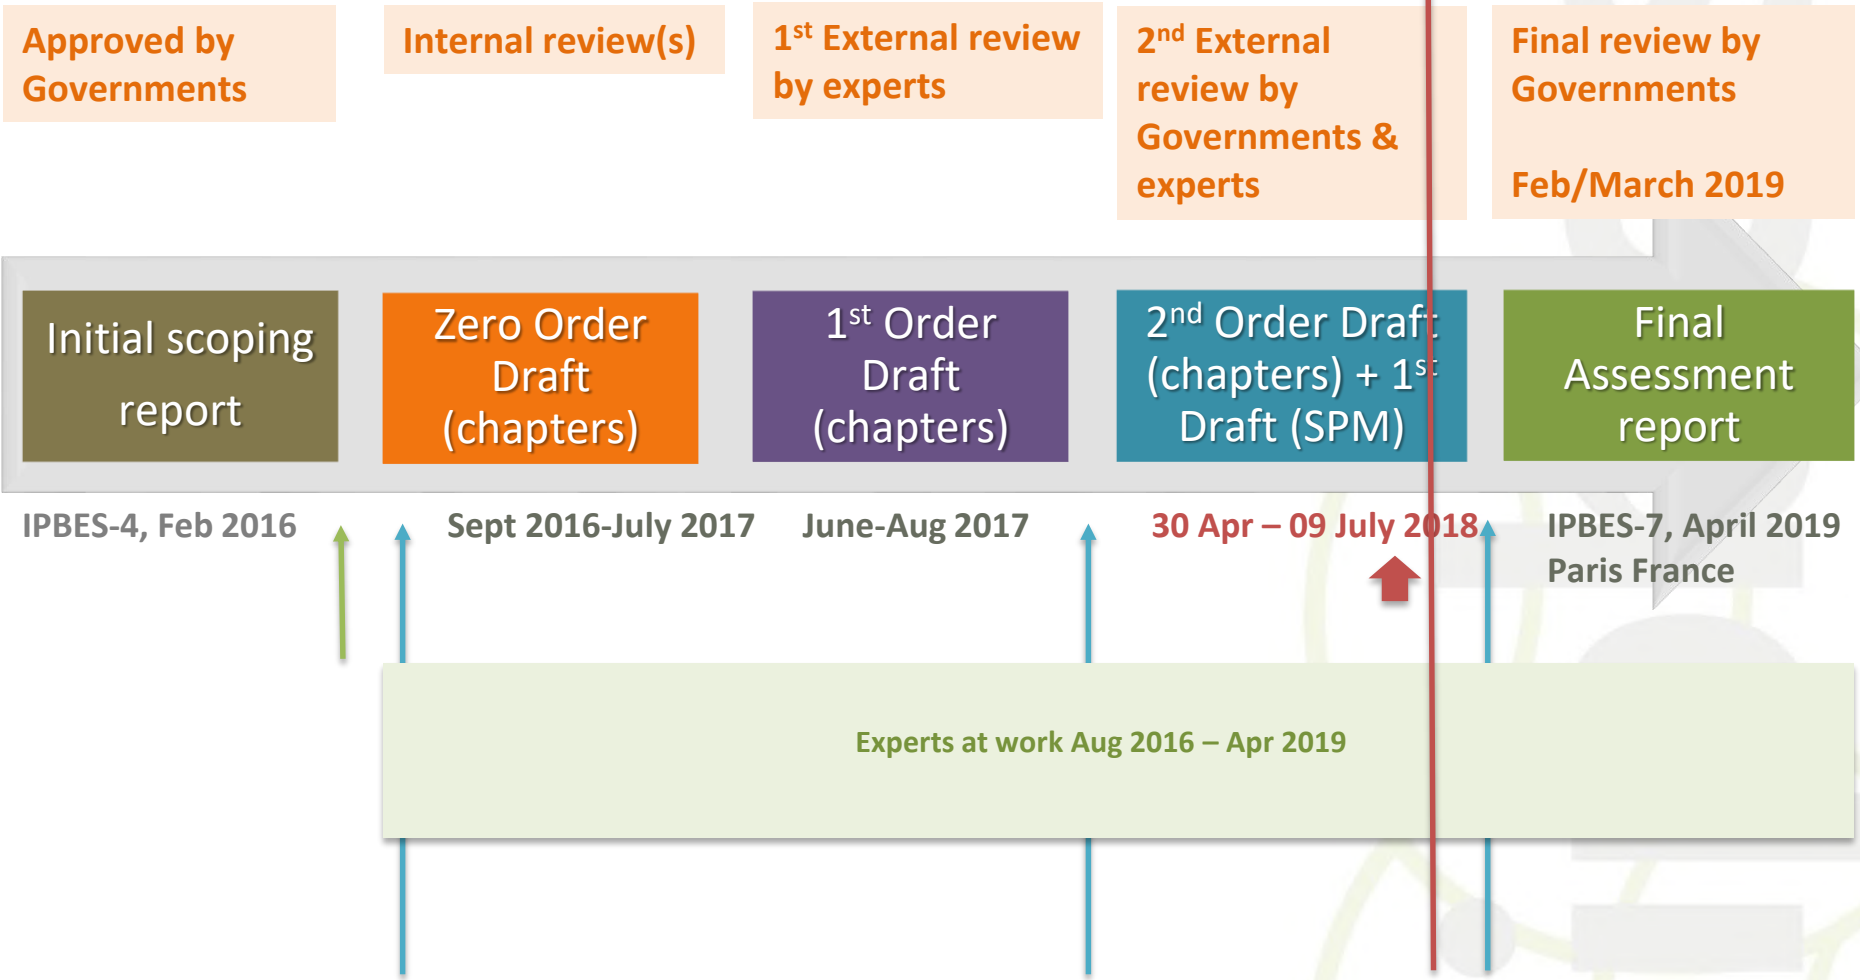 Approved by
Governments
Internal review(s)
1st External review
by experts
2nd External
review by
Governments &
experts
Final review by
Governments
Feb/March 2019
Initial scoping
report
Zero Order
Draft
(chapters)
1st Order
Draft
(chapters)
2nd Order Draft
(chapters) + 1st
Draft (SPM)
Final
Assessment
report
IPBES-4, Feb 2016
Sept 2016-July 2017
June-Aug 2017
30 Apr – 09 July 2018
IPBES-7, April 2019
Paris France
Experts at work Aug 2016 – Apr 2019